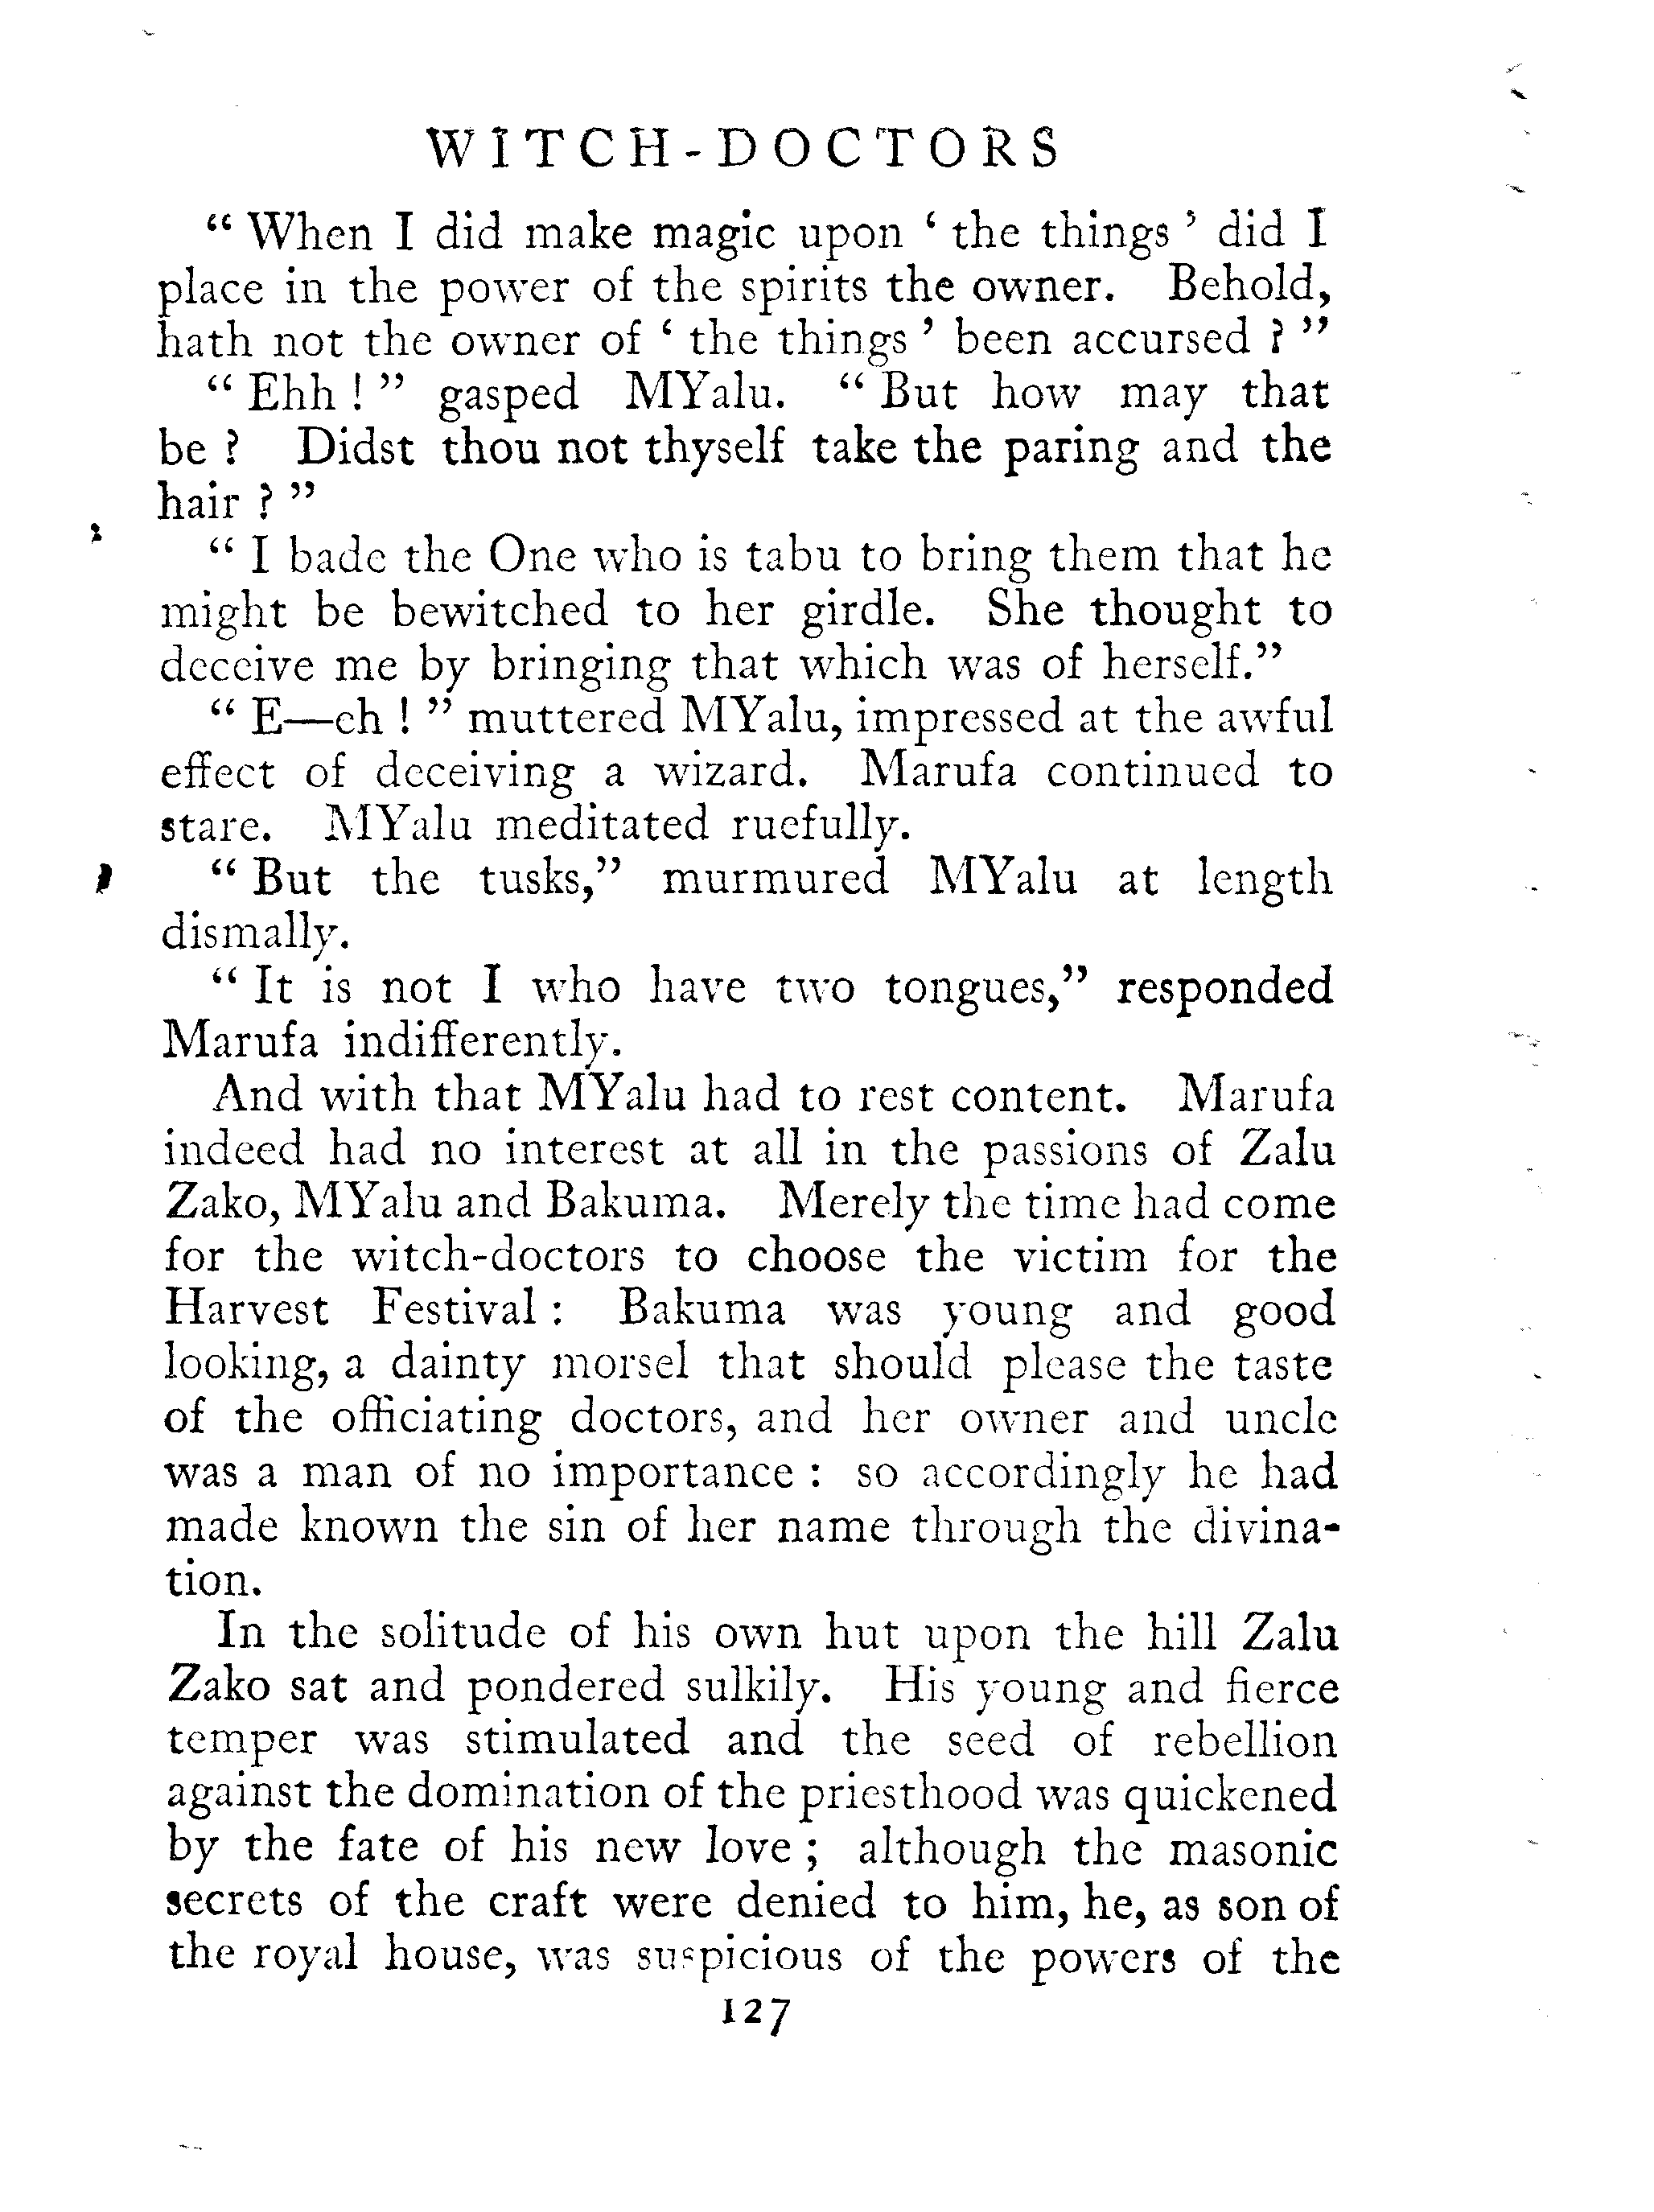 WITCH-DOCTORS
“ When I did make magic upon ‘ the things ’ did I
place in the power of the spirits the owner. Behold,
hath not the owner of ‘ the things ’ been accursed ? ”
“ Ehh ! ” gasped MYalu. “ But how may that
be ? Didst thou not thyself take the paring and the
hair ? ”
“ I bade the One who is tabu to bring them that he
might be bewitched to her girdle. She thought to
deceive me by bringing that which was of herself.”
“ E—eh ! ” muttered MYalu, impressed at the awful
effect of deceiving a wizard. Marufa continued to
stare. MYalu meditated ruefully.
“ But the tusks,” murmured MYalu at length
dismally.
“ It is not I who have two tongues,” responded
Marufa indifferently.
And with that MYalu had to rest content. Marufa
indeed had no interest at all in the passions of Zalu
Zako, MYalu and Bakuma. Merely the time had come
for the witch-doctors to choose the victim for the
Harvest Festival : Bakuma was young and good
looking, a dainty morsel that should please the taste
of the officiating doctors, and her owner and uncle
was a man of no importance : so accordingly he had
made known the sin of her name through the divina-
tion.
In the solitude of his own hut upon the hill Zalu
Zako sat and pondered sulkily. His young and fierce
temper was stimulated and the seed of rebellion
against the domination of the priesthood was quickened
by the fate of his new love ; although the masonic
secrets of the craft were denied to him, he, as son of
the royal house, was suspicious of the powers of the
127